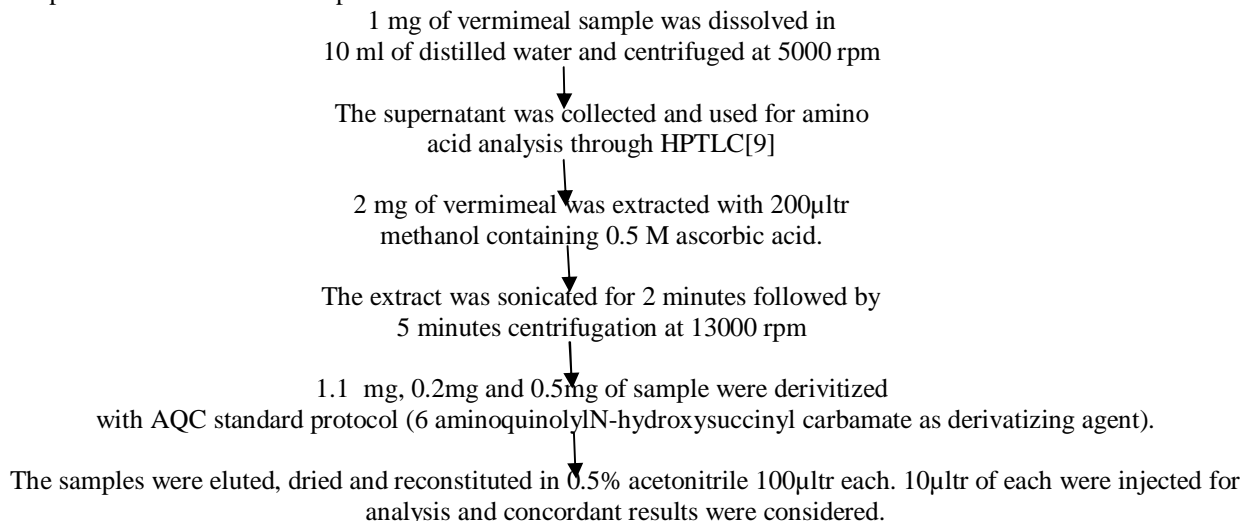 1 mg of vermimeal sample was dissolved in
10 ml of distilled water and centrifuged at 5000 rpm
The supernatant was collected and used for amino
acid analysis through HPTLC[9]
2 mg of vermimeal was extracted with 200µltr
methanol containing 0.5 M ascorbic acid.
The extract was sonicated for 2 minutes followed by
5 minutes centrifugation at 13000 rpm
1.1 mg, 0.2mg and 0.5mg of sample were derivitized
with AQC standard protocol (6 aminoquinolylN-hydroxysuccinyl carbamate as derivatizing agent).
The samples were eluted, dried and reconstituted in 0.5% acetonitrile 100µltr each. 10µltr of each were injected for
analysis and concordant results were considered.